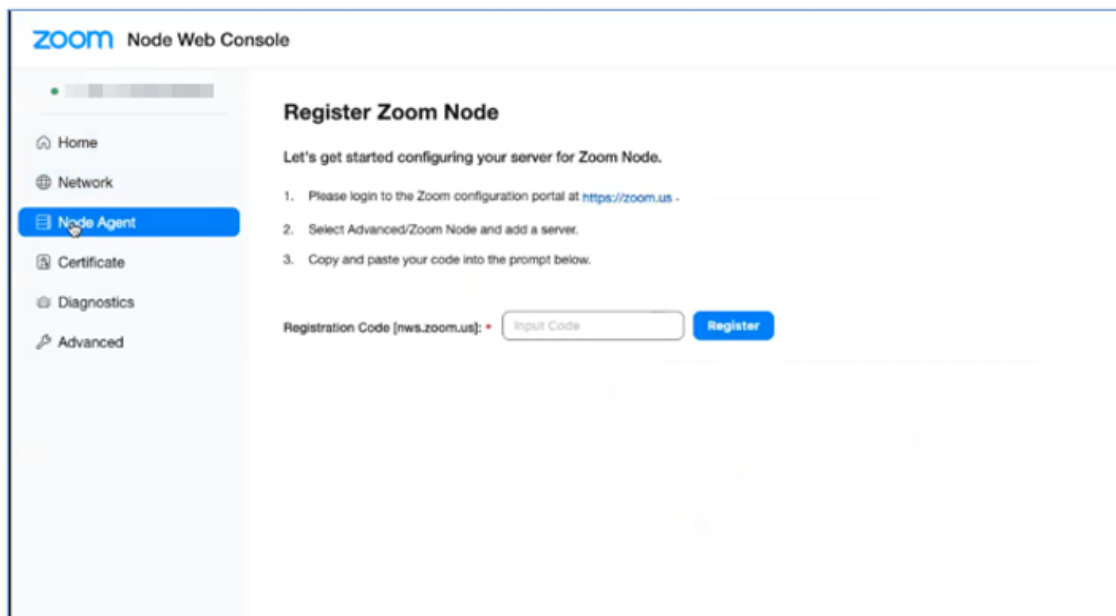 zoom Node Web Console
Home
Network
Node Agent
Certificate
Diagnostics
Advanced
Register Zoom Node
Let's get started configuring your server for Zoom Node.
1. Please login to the Zoom configuration portal at https://zoom.us .
2. Select Advanced/Zoom Node and add a server.
3. Copy and paste your code into the prompt below.
Registration Code [nws.zoom.us]: * Input Code Register